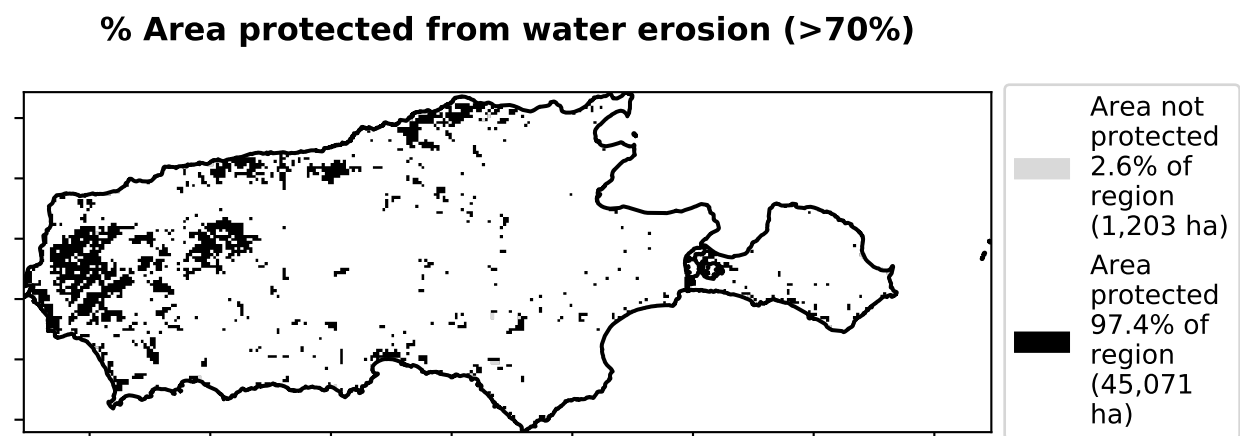 % Area protected from water erosion (>70%)
Area not
protected
2.6% of
region
(1,203 ha)
Area
protected
97.4% of
region
(45,071
ha)